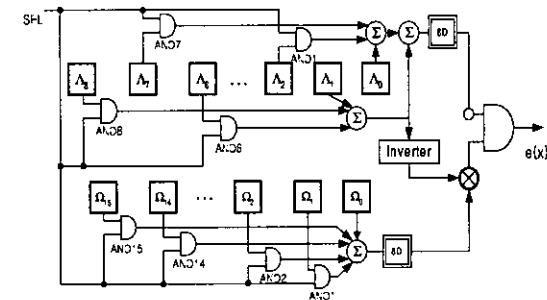 SEL
AND7
AND1
Σ
Σ
8D
Λ₈
Λ₇
Λ₆
...
Λ₂
Λ₁
Λ₀
AND8
AND6
Σ
Inverter
e(x)
Ω₁₅
Ω₁₄
...
Ω₂
Ω₁
Ω₀
AND15
AND14
AND2
AND1
Σ
8D